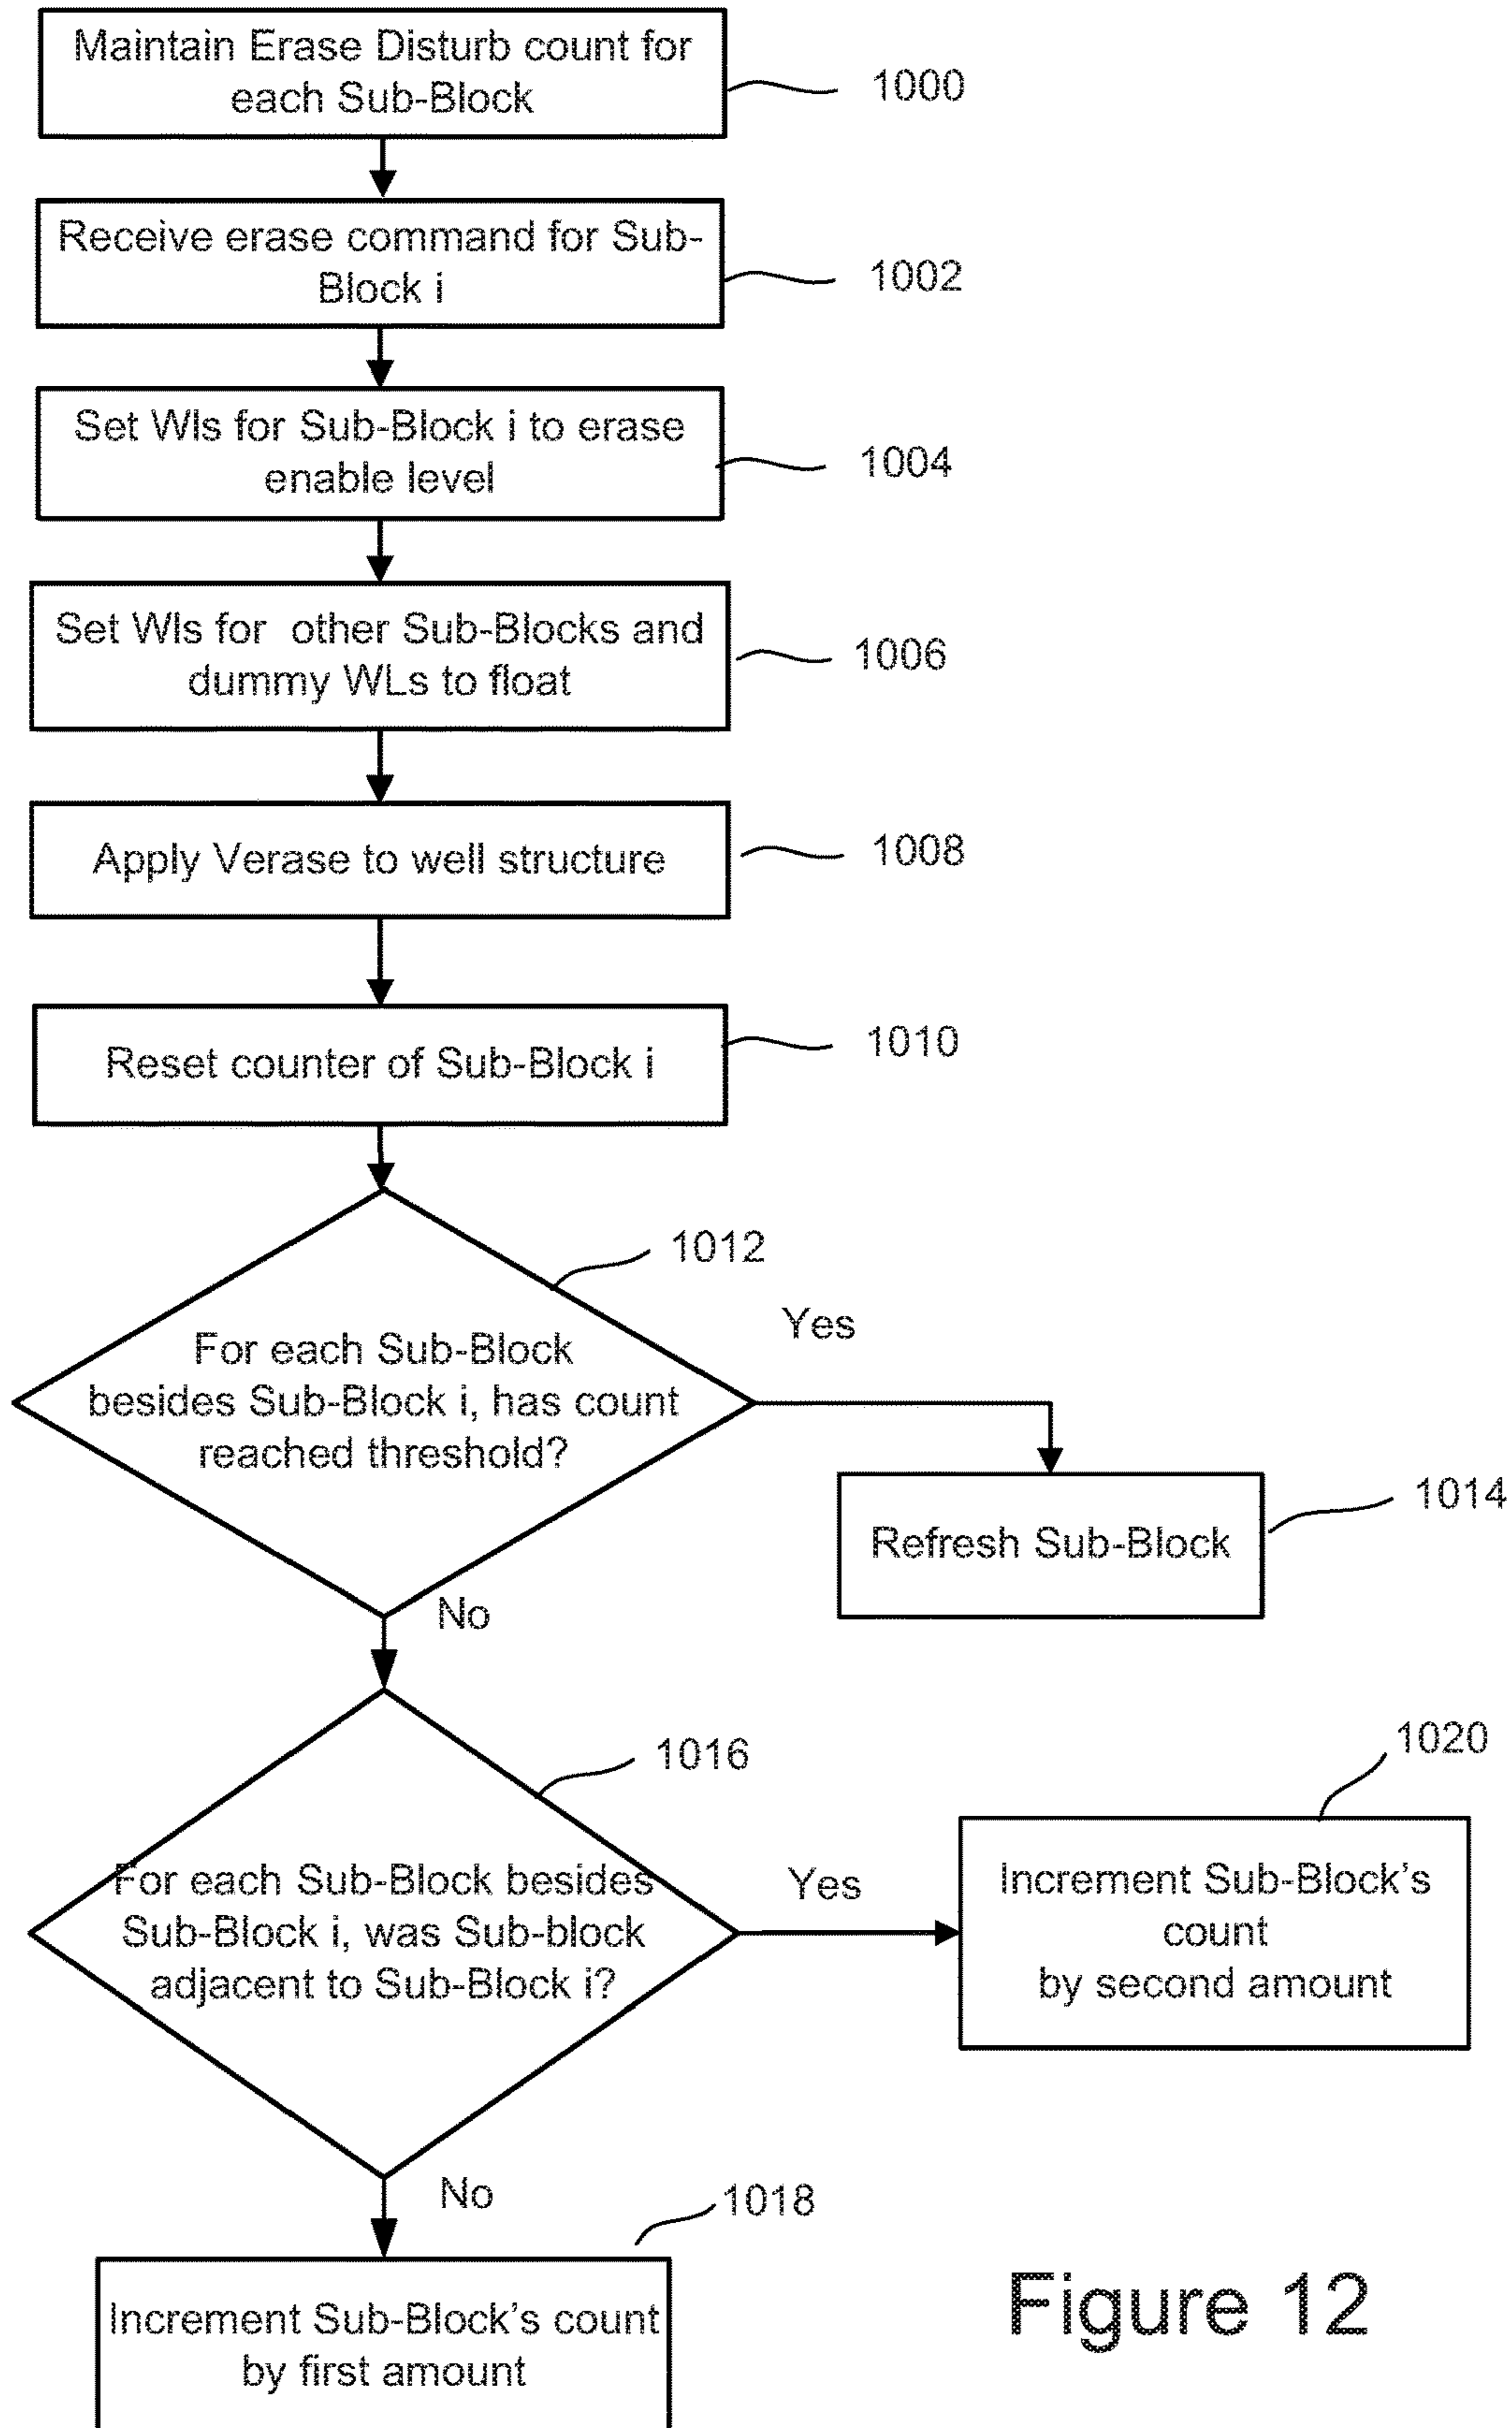 Maintain Erase Disturb count for
each Sub-Block
1000
Receive erase command for Sub-
Block i
1002
Set Wls for Sub-Block i to erase
enable level
1004
Set Wls for other Sub-Blocks and
dummy WLs to float
1006
Apply Verase to well structure
1008
Reset counter of Sub-Block i
1010
1012
For each Sub-Block
besides Sub-Block i, has count
reached threshold?
Yes
1014
Refresh Sub-Block
No
1016
For each Sub-Block besides
Sub-Block i, was Sub-block
adjacent to Sub-Block i?
Yes
1020
Increment Sub-Block's
count
by second amount
No
1018
Increment Sub-Block's count
by first amount
Figure 12